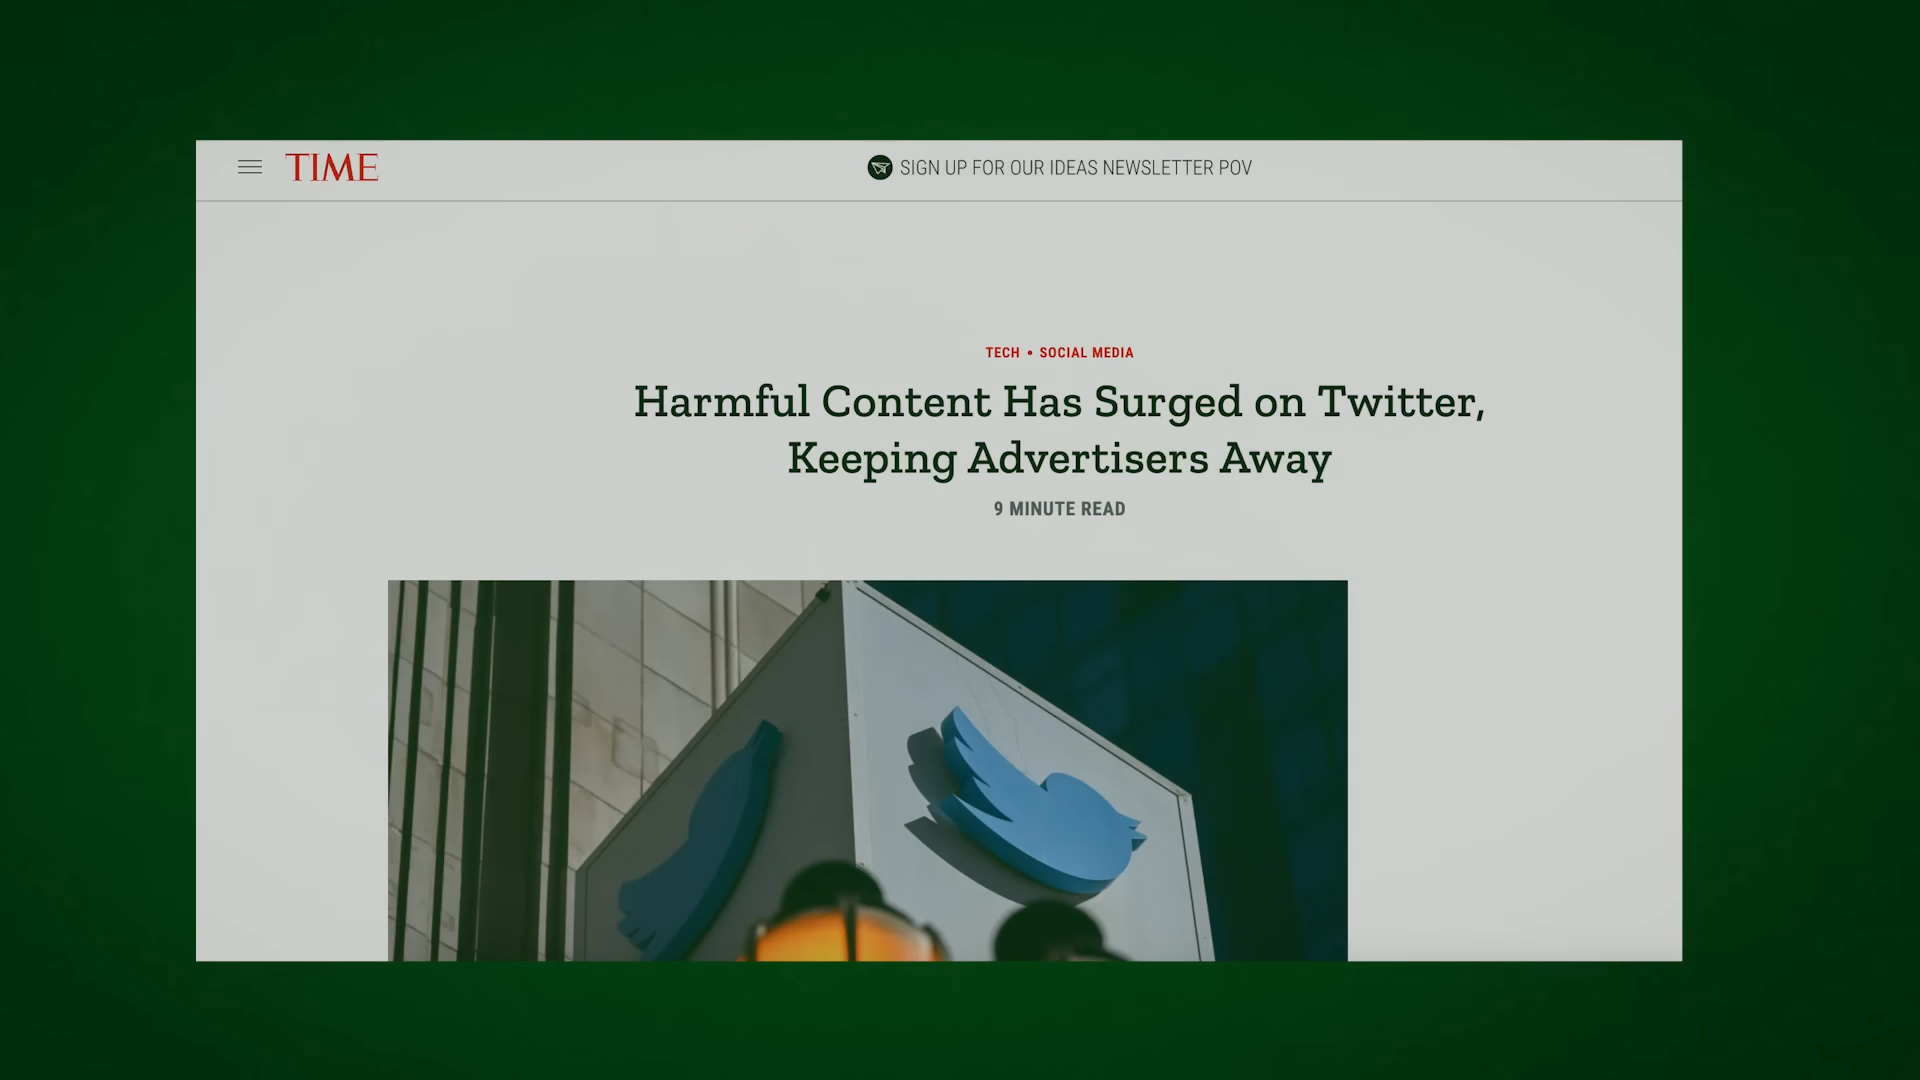 TIME
SIGN UP FOR OUR IDEAS NEWSLETTER POV
TECH • SOCIAL MEDIA
Harmful Content Has Surged on Twitter,
Keeping Advertisers Away
9 MINUTE READ